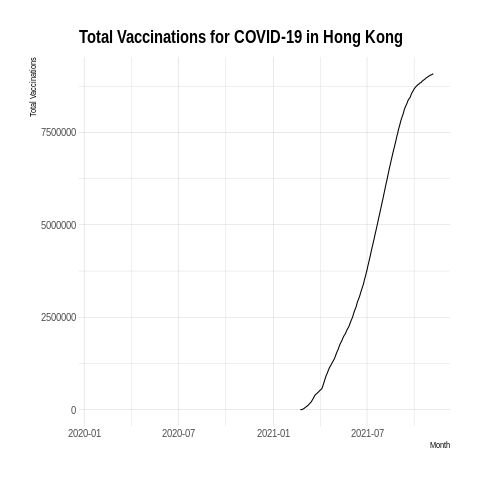 Total Vaccinations for COVID-19 in Hong Kong
Total Vaccinations
7500000
5000000
2500000
0
2020-01 2020-07 2021-01 2021-07
Month